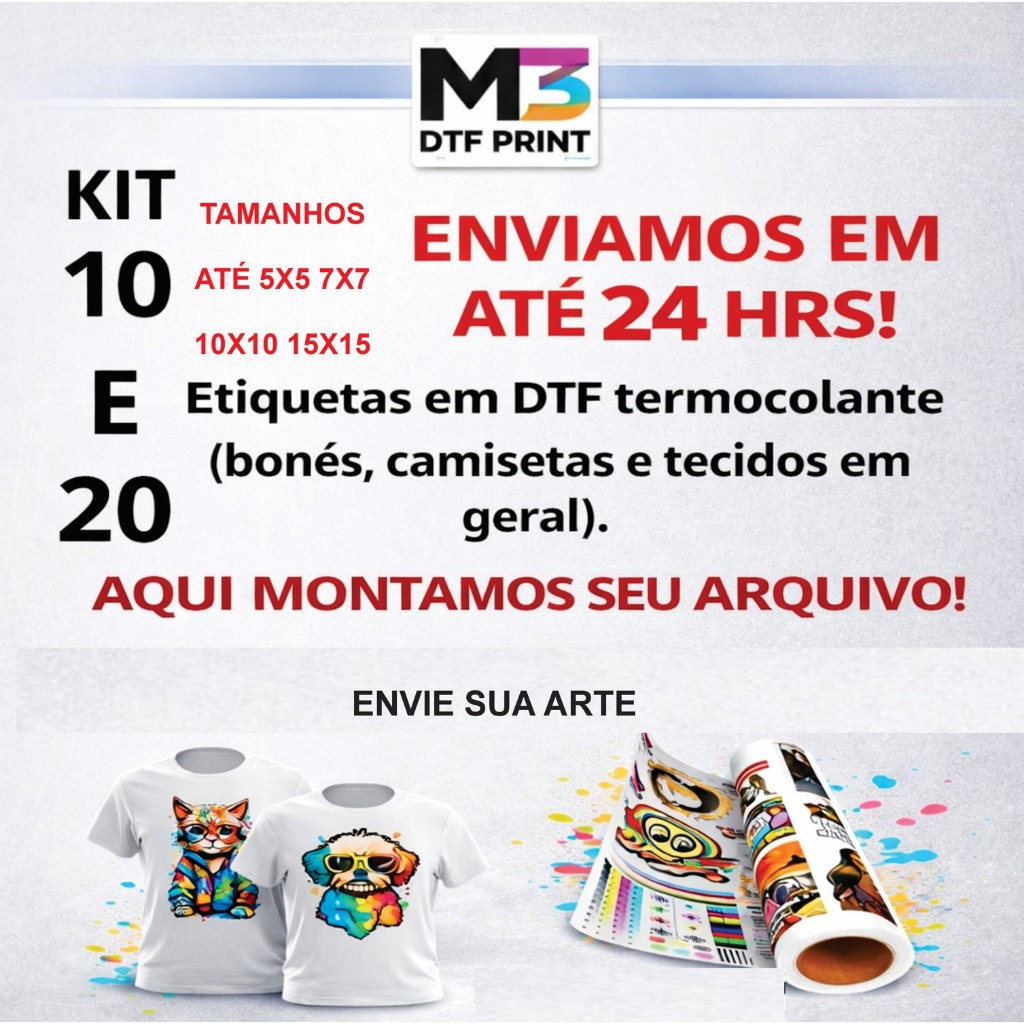 M3
DTF PRINT
KIT
10
E
20
TAMANHOS
ATÉ 5X5 7X7
10X10 15X15
ENVIAMOS EM
ATÉ 24 HRS!
Etiquetas em DTF termocolante
(bonés, camisetas e tecidos em
geral).
AQUI MONTAMOS SEU ARQUIVO!
ENVIE SUA ARTE